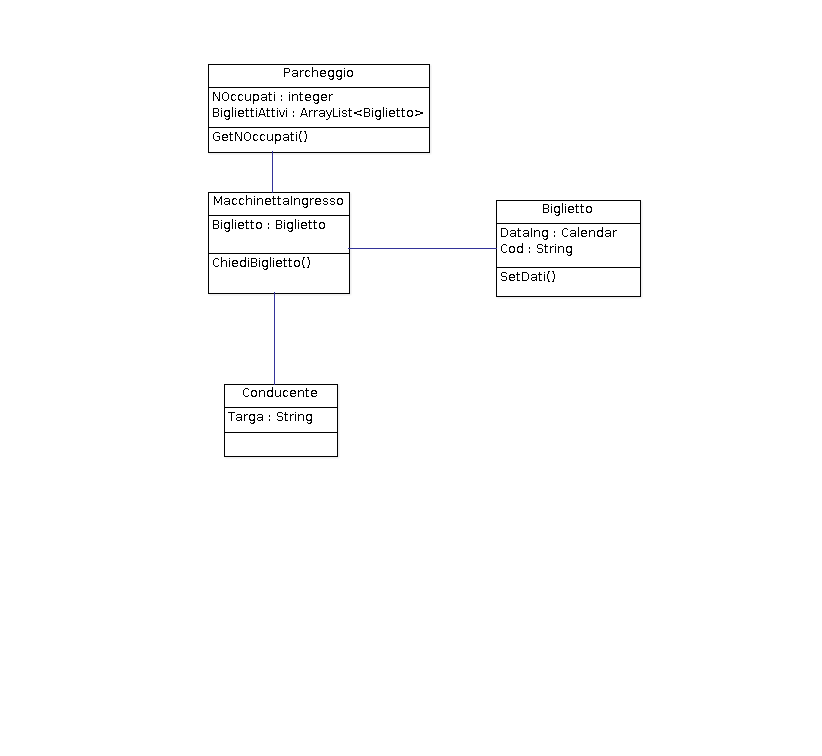 Parcheggio
NOccupati : integer
BigliettiAttivi : ArrayList<Biglietto>
GetNOccupati()
MacchinettaIngresso
Biglietto : Biglietto
ChiediBiglietto()
Biglietto
DataIng : Calendar
Cod : String
SetDati()
Conducente
Targa : String